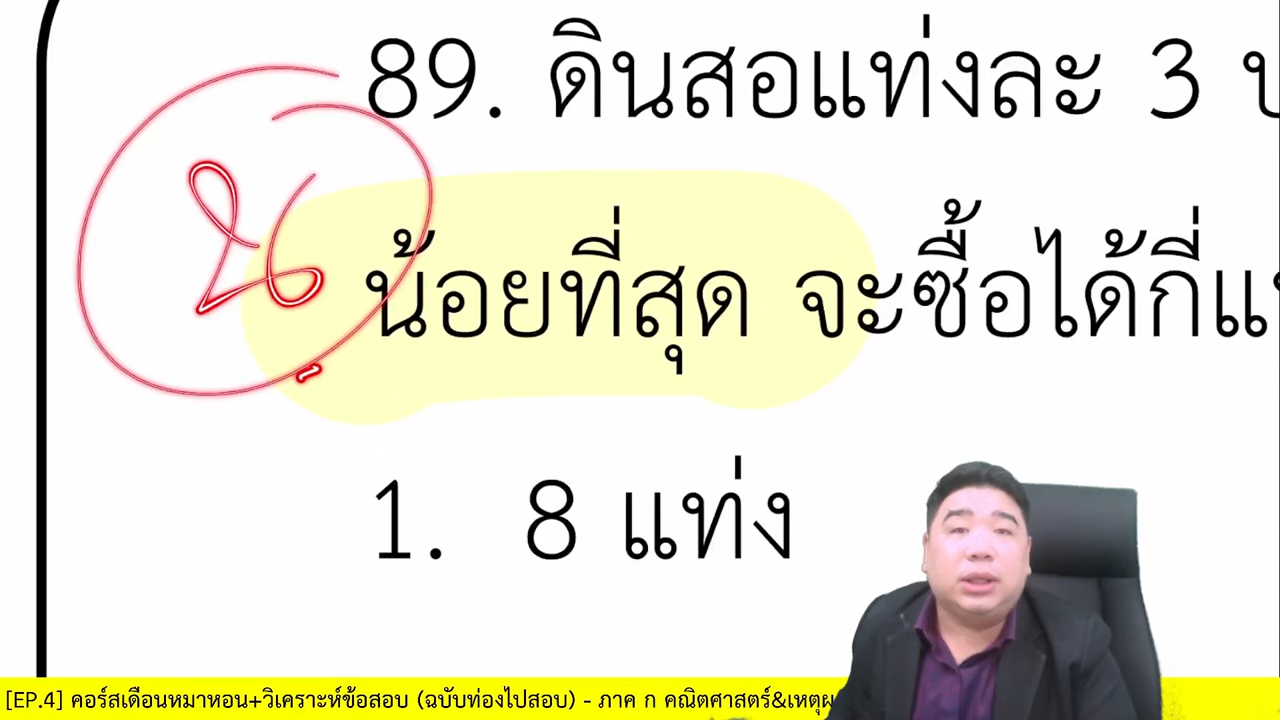 89. ดินสอแท่งละ 3
น
น้อยที่สุด จะซื้อได้กี่แ
1. 8 แท่ง
[EP.4] คอร์สเดือนหมาหอน+วิเคราะห์ข้อสอบ (ฉบับท่องไปสอบ) - ภาค ก คณิตศาสตร์&เหตุผ